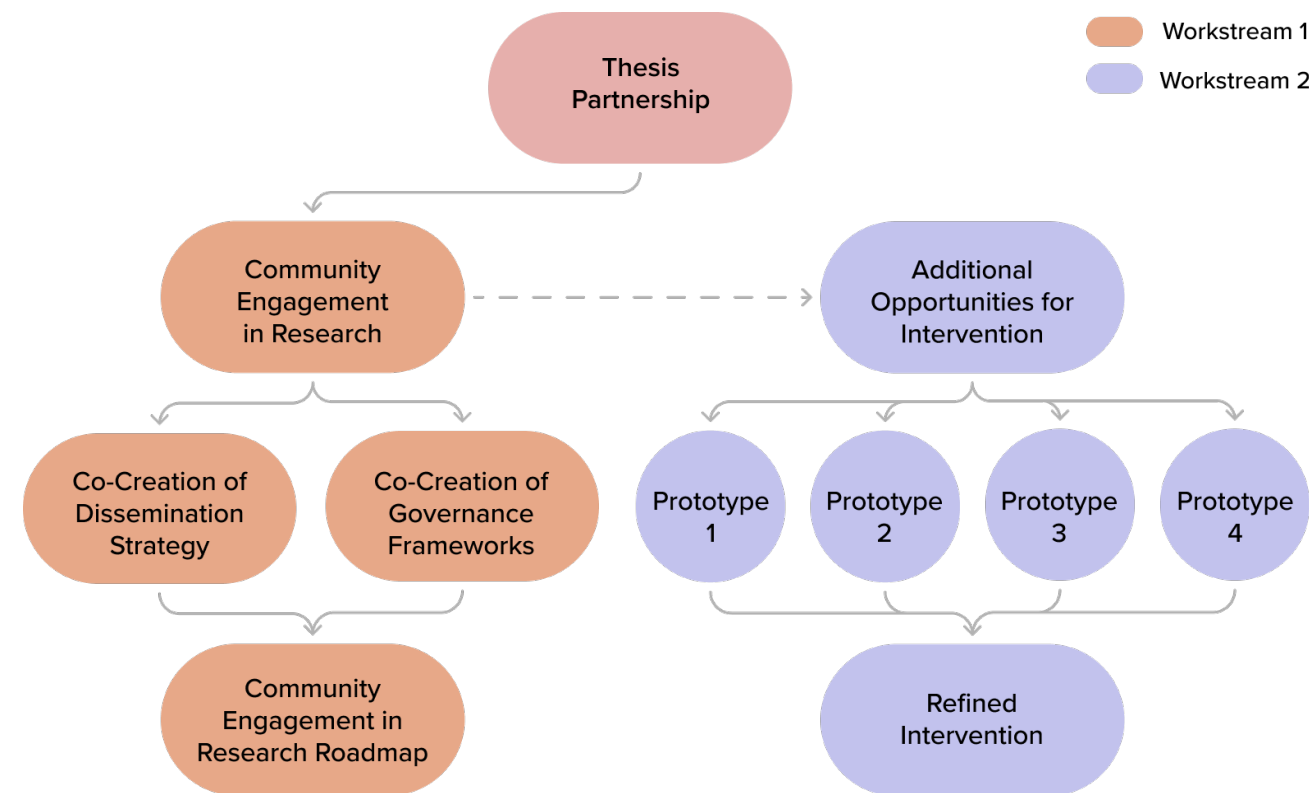 Thesis
Partnership
Workstream 1
Workstream 2
Community
Engagement
in Research
Additional
Opportunities for
Intervention
Co-Creation of
Dissemination
Strategy
Co-Creation of
Governance
Frameworks
Prototype
1
Prototype
2
Prototype
3
Prototype
4
Community
Engagement in
Research Roadmap
Refined
Intervention